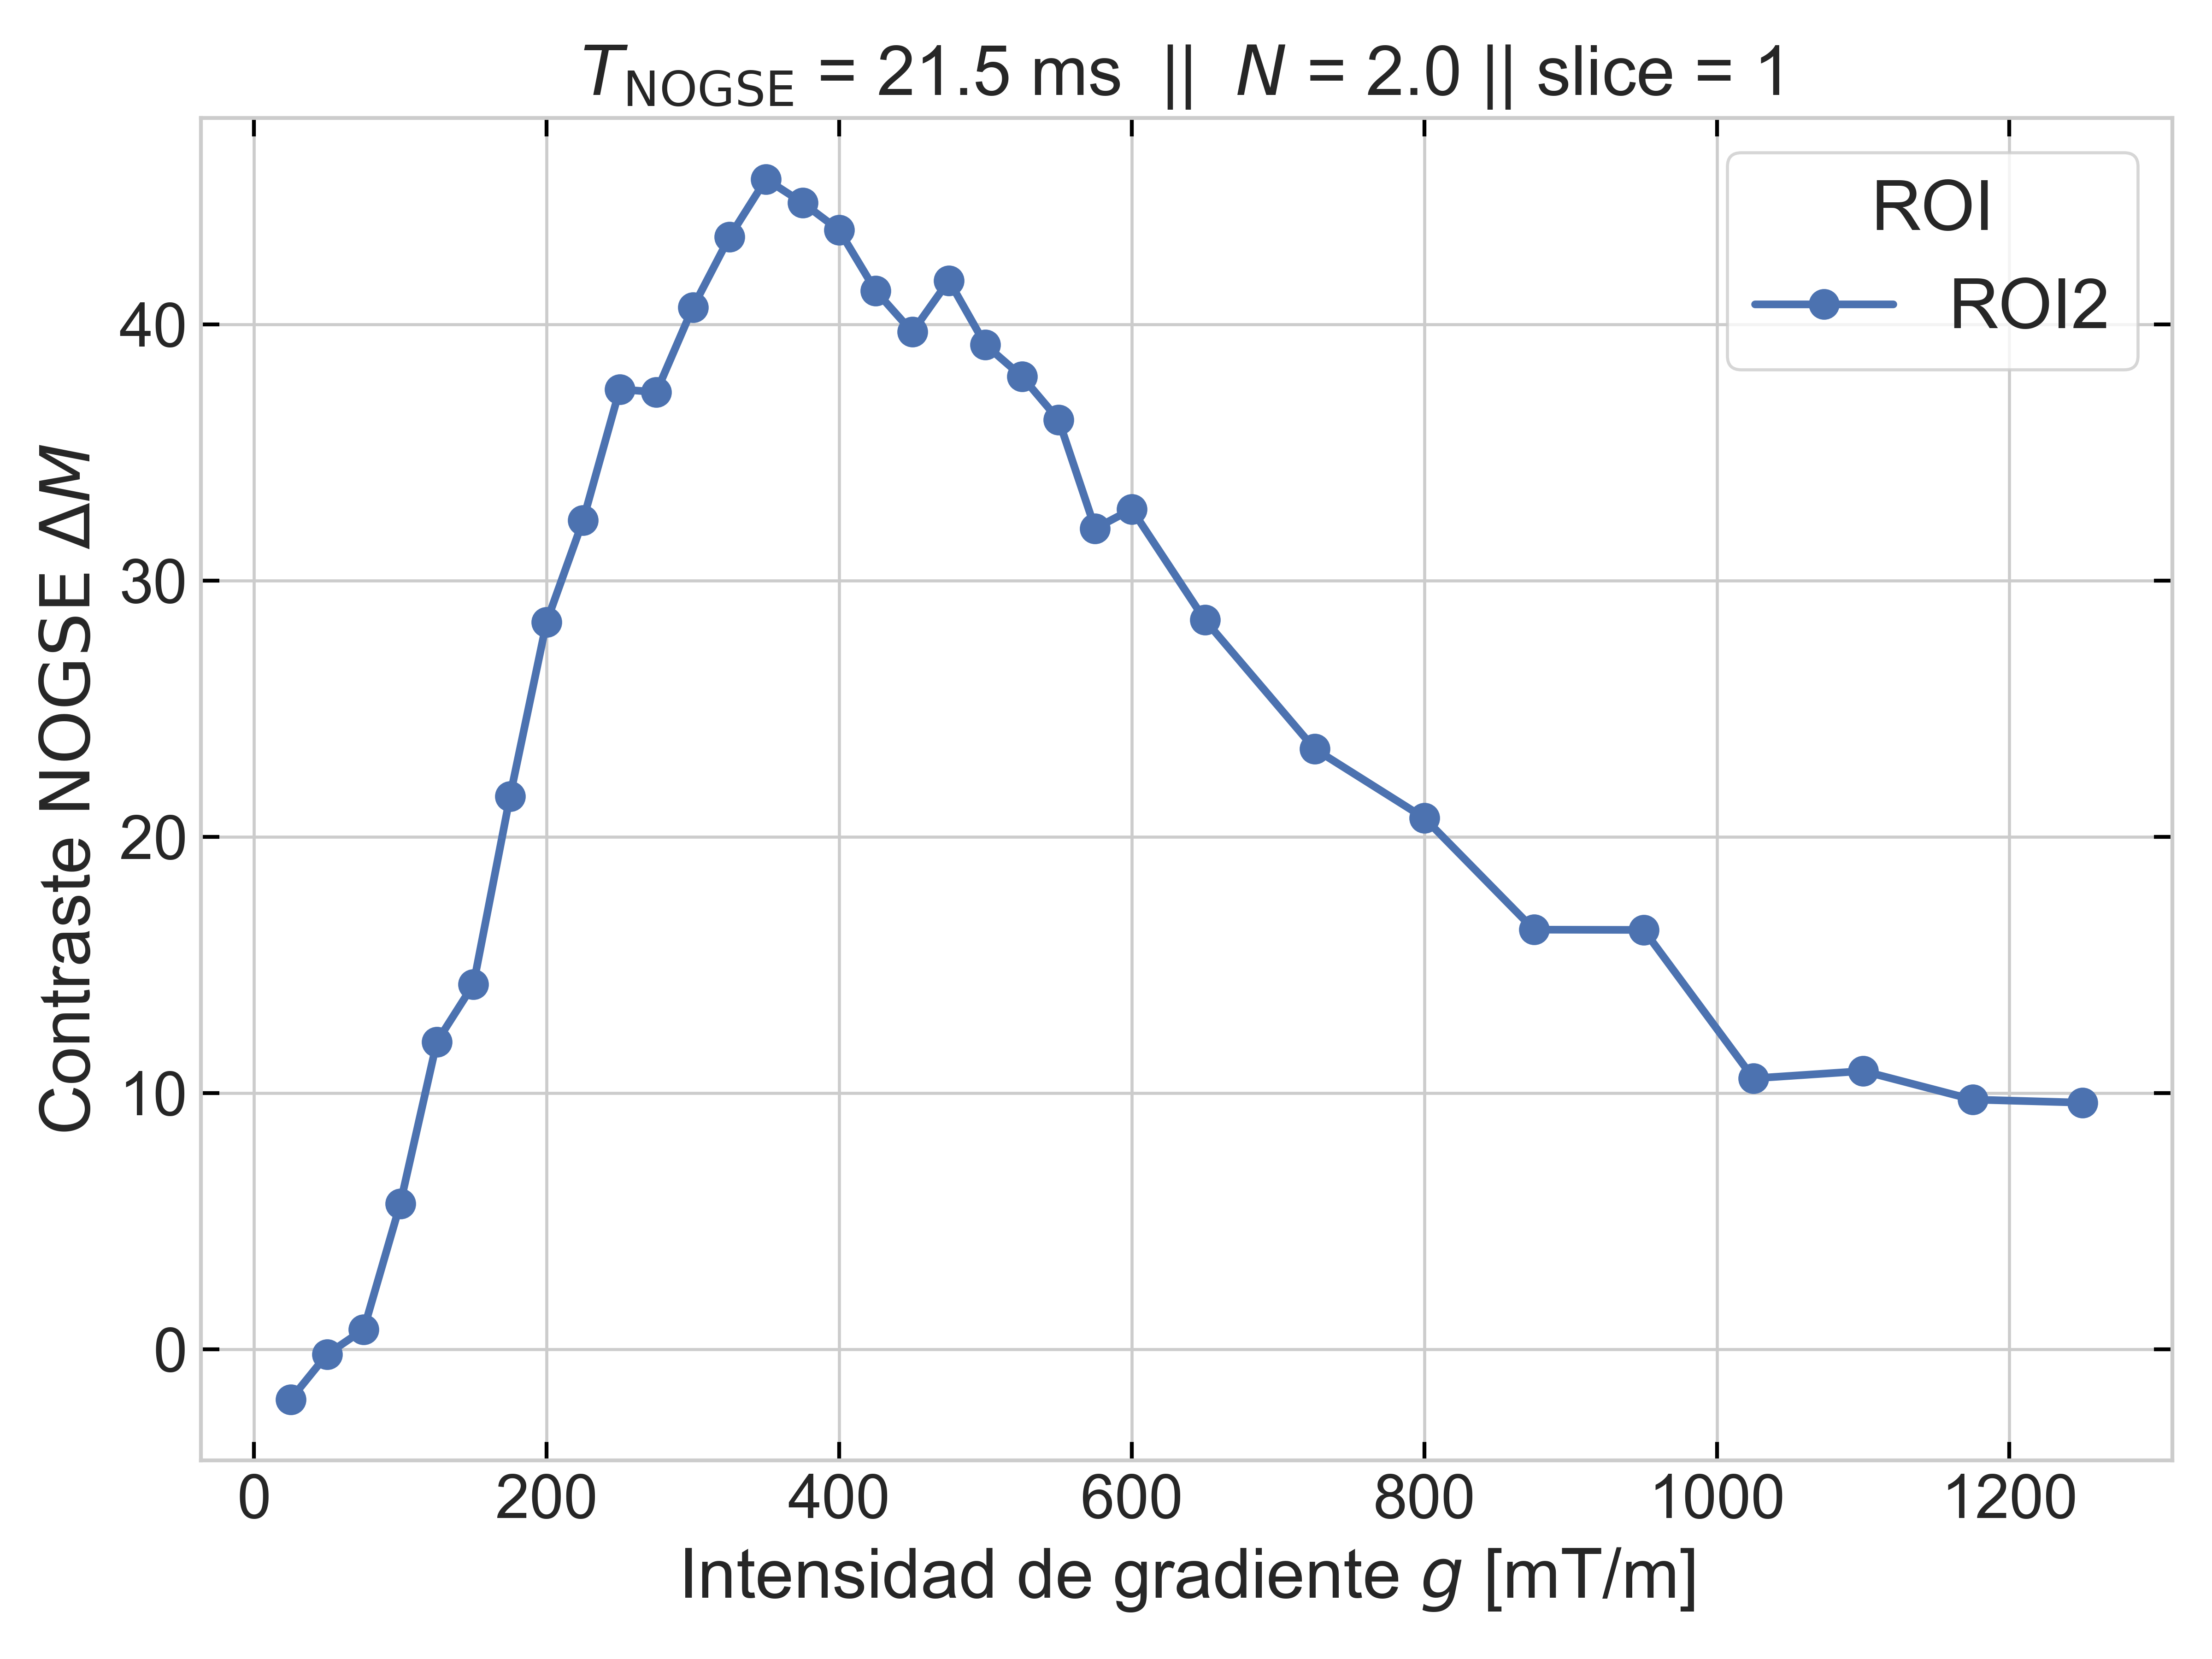 T_NOGSE = 21.5 ms || N = 2.0 || slice = 1
ROI
ROI2
Contraste NOGSE ΔM
40
30
20
10
0
0 200 400 600 800 1000 1200
Intensidad de gradiente g [mT/m]